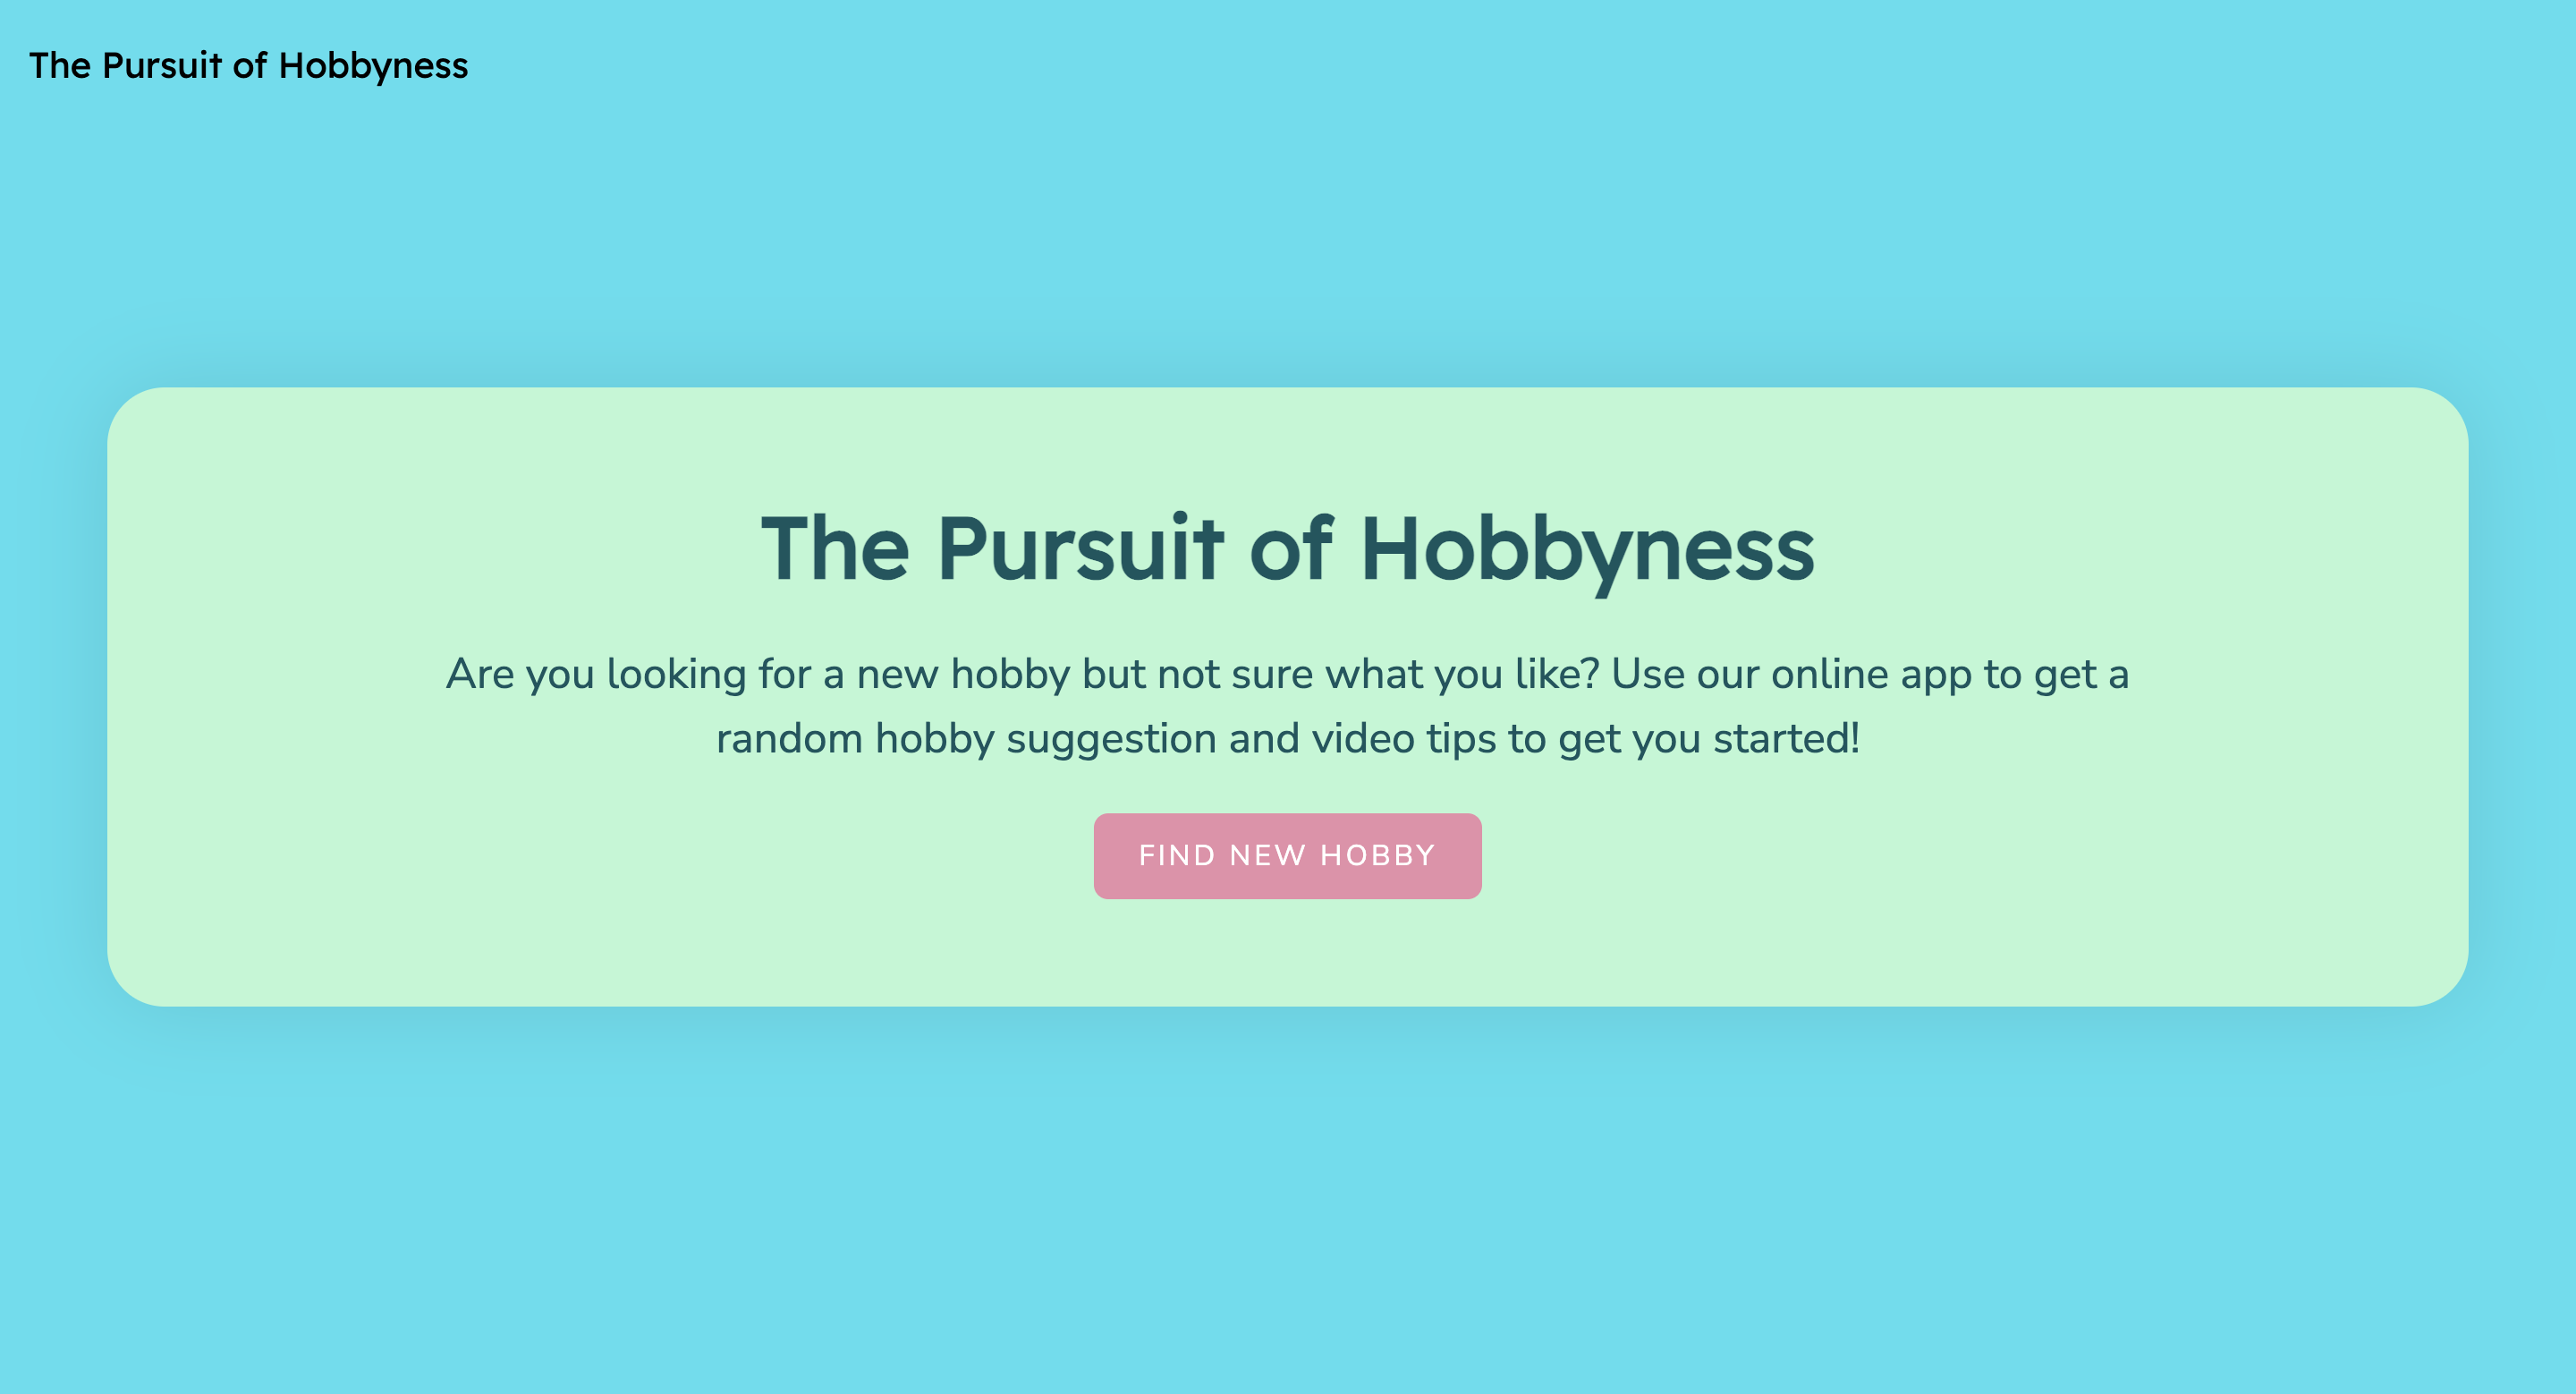 The Pursuit of Hobbyness
The Pursuit of Hobbyness
Are you looking for a new hobby but not sure what you like? Use our online app to get a
random hobby suggestion and video tips to get you started!
FIND NEW HOBBY